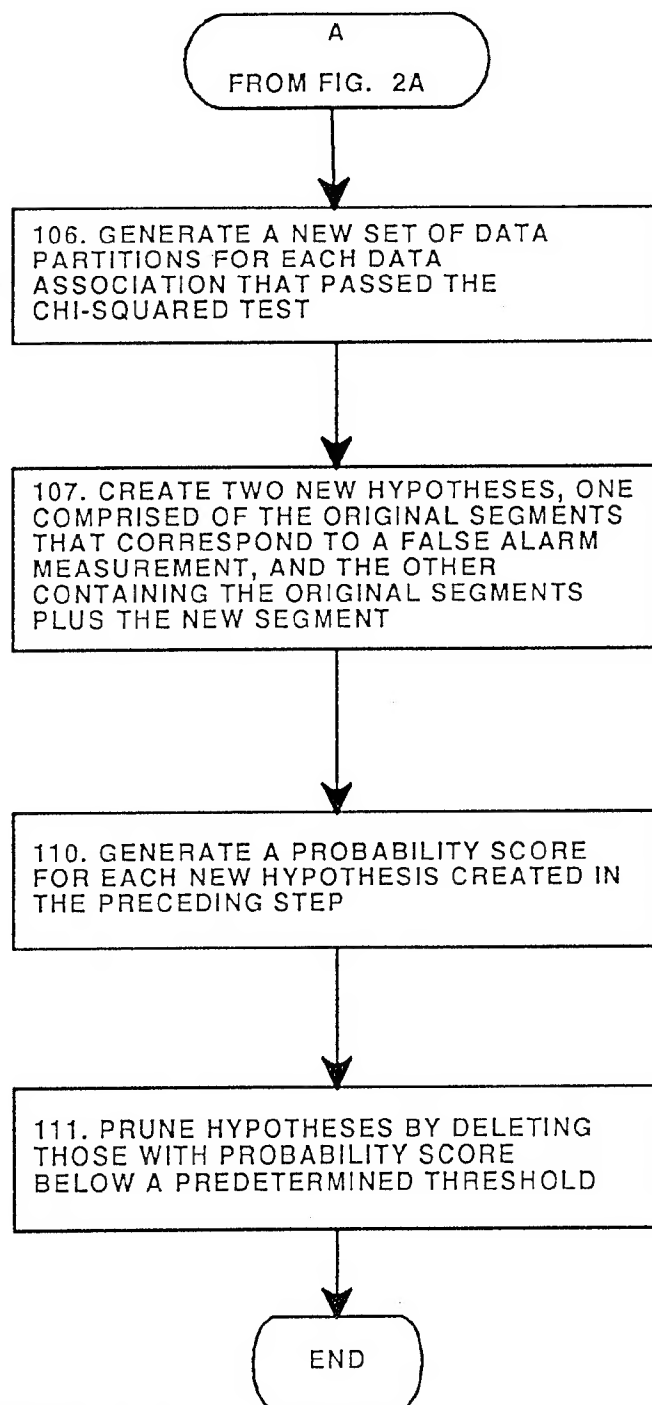 A
FROM FIG. 2A
106. GENERATE A NEW SET OF DATA
PARTITIONS FOR EACH DATA
ASSOCIATION THAT PASSED THE
CHI-SQUARED TEST
107. CREATE TWO NEW HYPOTHESES, ONE
COMPRISED OF THE ORIGINAL SEGMENTS
THAT CORRESPOND TO A FALSE ALARM
MEASUREMENT, AND THE OTHER
CONTAINING THE ORIGINAL SEGMENTS
PLUS THE NEW SEGMENT
110. GENERATE A PROBABILITY SCORE
FOR EACH NEW HYPOTHESIS CREATED IN
THE PRECEDING STEP
111. PRUNE HYPOTHESES BY DELETING
THOSE WITH PROBABILITY SCORE
BELOW A PREDETERMINED THRESHOLD
END